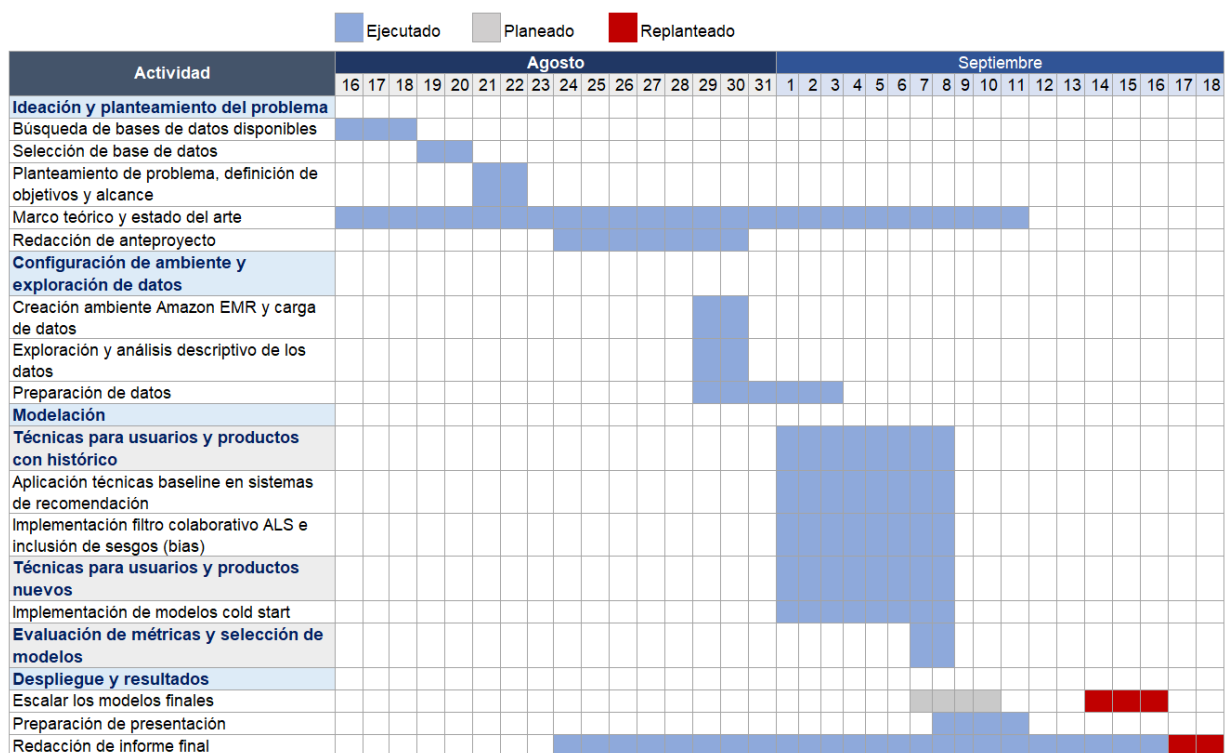 Ejecutado Planeado Replanteado
Actividad
Agosto Septiembre
16 17 18 19 20 21 22 23 24 25 26 27 28 29 30 31 1 2 3 4 5 6 7 8 9 10 11 12 13 14 15 16 17 18
Ideación y planteamiento del problema
Búsqueda de bases de datos disponibles
Selección de base de datos
Planteamiento de problema, definición de
objetivos y alcance
Marco teórico y estado del arte
Redacción de anteproyecto
Configuración de ambiente y
exploración de datos
Creación ambiente Amazon EMR y carga
de datos
Exploración y análisis descriptivo de los
datos
Preparación de datos
Modelación
Técnicas para usuarios y productos
con histórico
Aplicación técnicas baseline en sistemas
de recomendación
Implementación filtro colaborativo ALS e
inclusión de sesgos (bias)
Técnicas para usuarios y productos
nuevos
Implementación de modelos cold start
Evaluación de métricas y selección de
modelos
Despliegue y resultados
Escalar los modelos finales
Preparación de presentación
Redacción de informe final